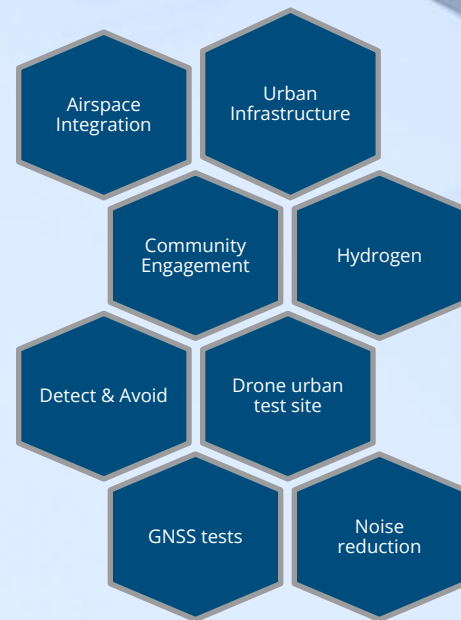 Airspace
Integration
Urban
Infrastructure
Community
Engagement
Hydrogen
Detect & Avoid
Drone urban
test site
GNSS tests
Noise
reduction